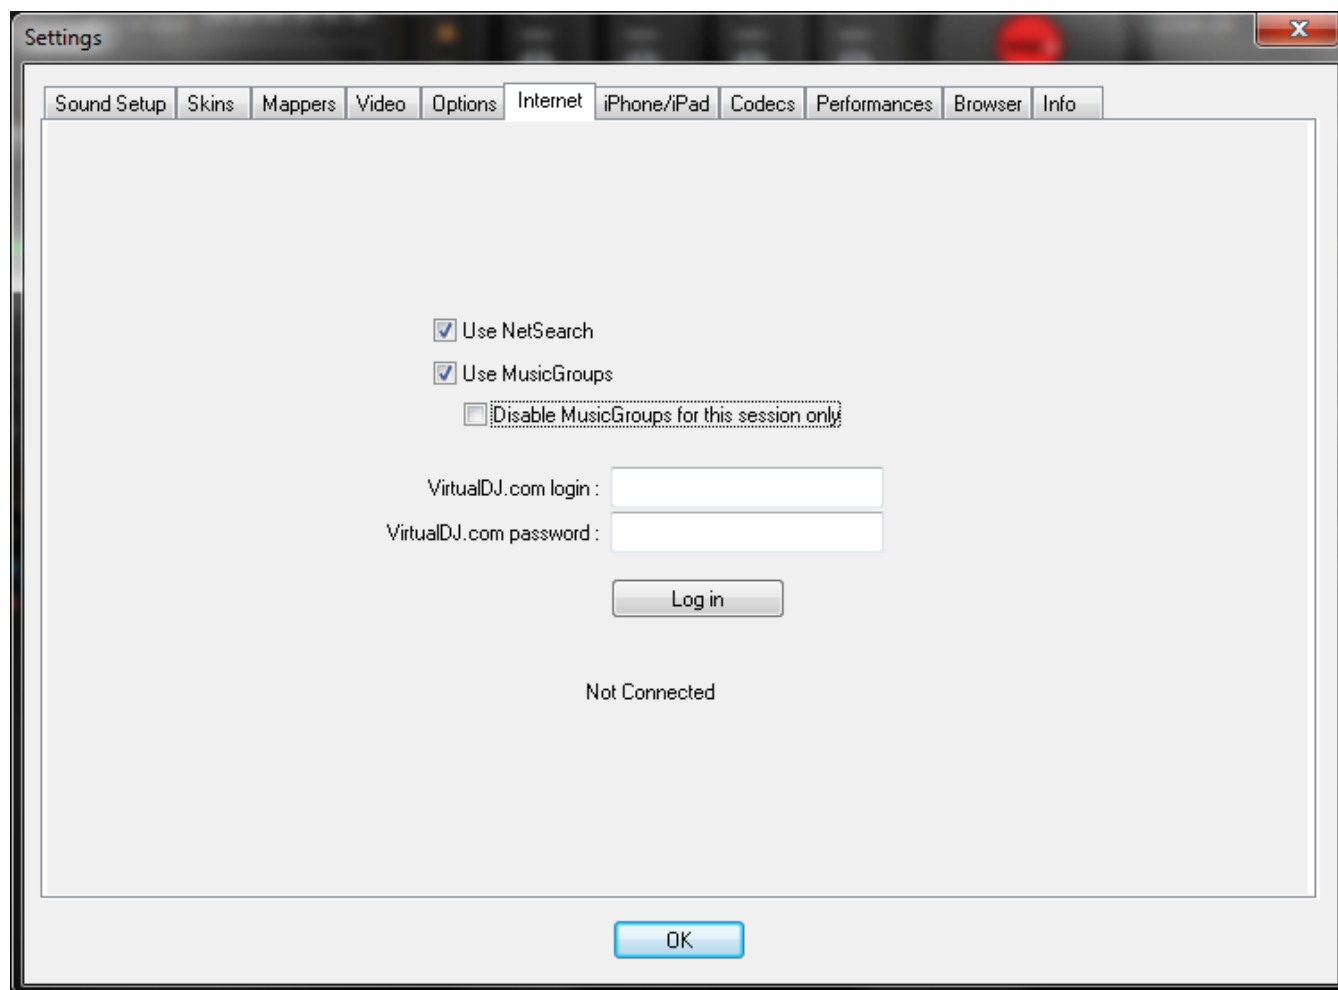 Settings
Sound Setup Skins Mappers Video Options Internet iPhone/iPad Codecs Performances Browser Info
Use NetSearch
Use MusicGroups
Disable MusicGroups for this session only
VirtualDJ.com login :
VirtualDJ.com password :
Log in
Not Connected
OK